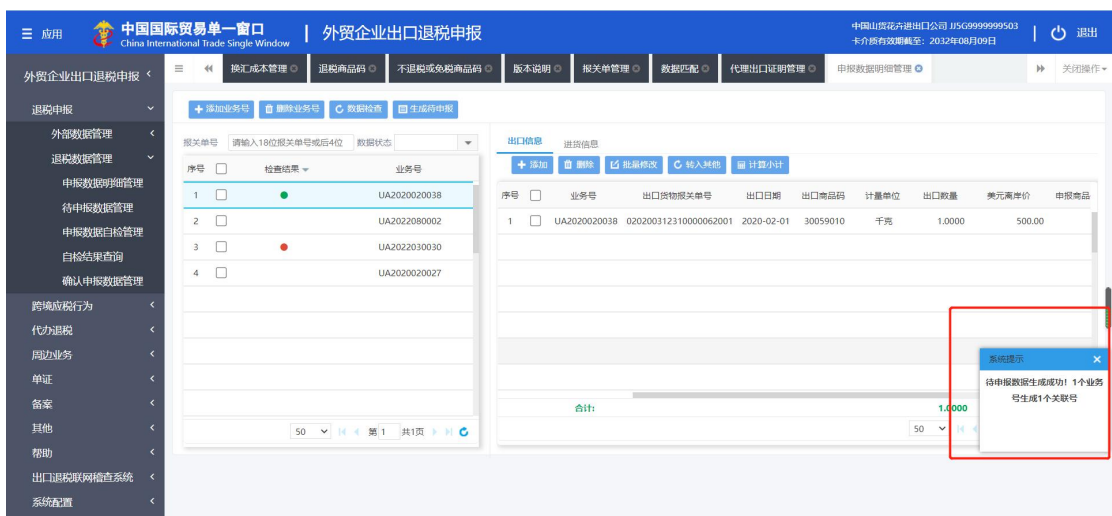 应用
中国国际贸易单一窗口
China International Trade Single Window
外贸企业出口退税申报
中国山货花卉进出口公司 JJ5G9999999503
卡介质有效期截至: 2032年08月09日
退出
外贸企业出口退税申报
换汇成本管理
退税商品码
不退税或免税商品码
版本说明
报关单管理
数据匹配
代理出口证明管理
申报数据明细管理
关闭操作
退税申报
外部数据管理
退税数据管理
申报数据明细管理
待申报数据管理
申报数据自检管理
自检结果查询
确认申报数据管理
跨境应税行为
代办退税
周边业务
单证
备案
其他
帮助
出口退税联网稽查系统
系统配置
添加业务号 删除业务号 数据检查 生成待申报
报关单号 请输入18位报关单号或后4位 数据状态
序号 检查结果 业务号
1 UA2020020038
2 UA2022080002
3 UA2022030030
4 UA2020020027
50 第 1 共1页
出口信息 进货信息
添加 删除 批量修改 转入其他 计算小计
序号 业务号 出口货物报关单号 出口日期 出口商品码 计量单位 出口数量 美元离岸价 申报商品
1 UA2020020038 020200312310000062001 2020-02-01 30059010 千克 1.0000 500.00
合计: 1.0000
50
系统提示
待申报数据生成成功！1个业务
号生成1个关联号